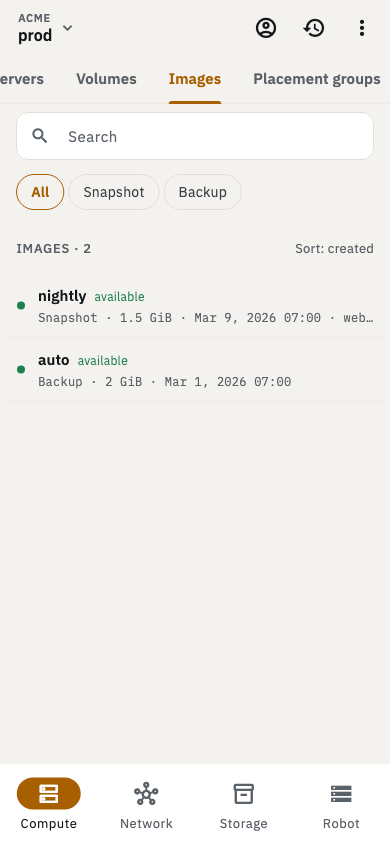 ACME
prod
ervers Volumes Images Placement groups
Search
All Snapshot Backup
IMAGES · 2 Sort: created
nightly available
Snapshot · 1.5 GiB · Mar 9, 2026 07:00 · web…
auto available
Backup · 2 GiB · Mar 1, 2026 07:00
Compute Network Storage Robot